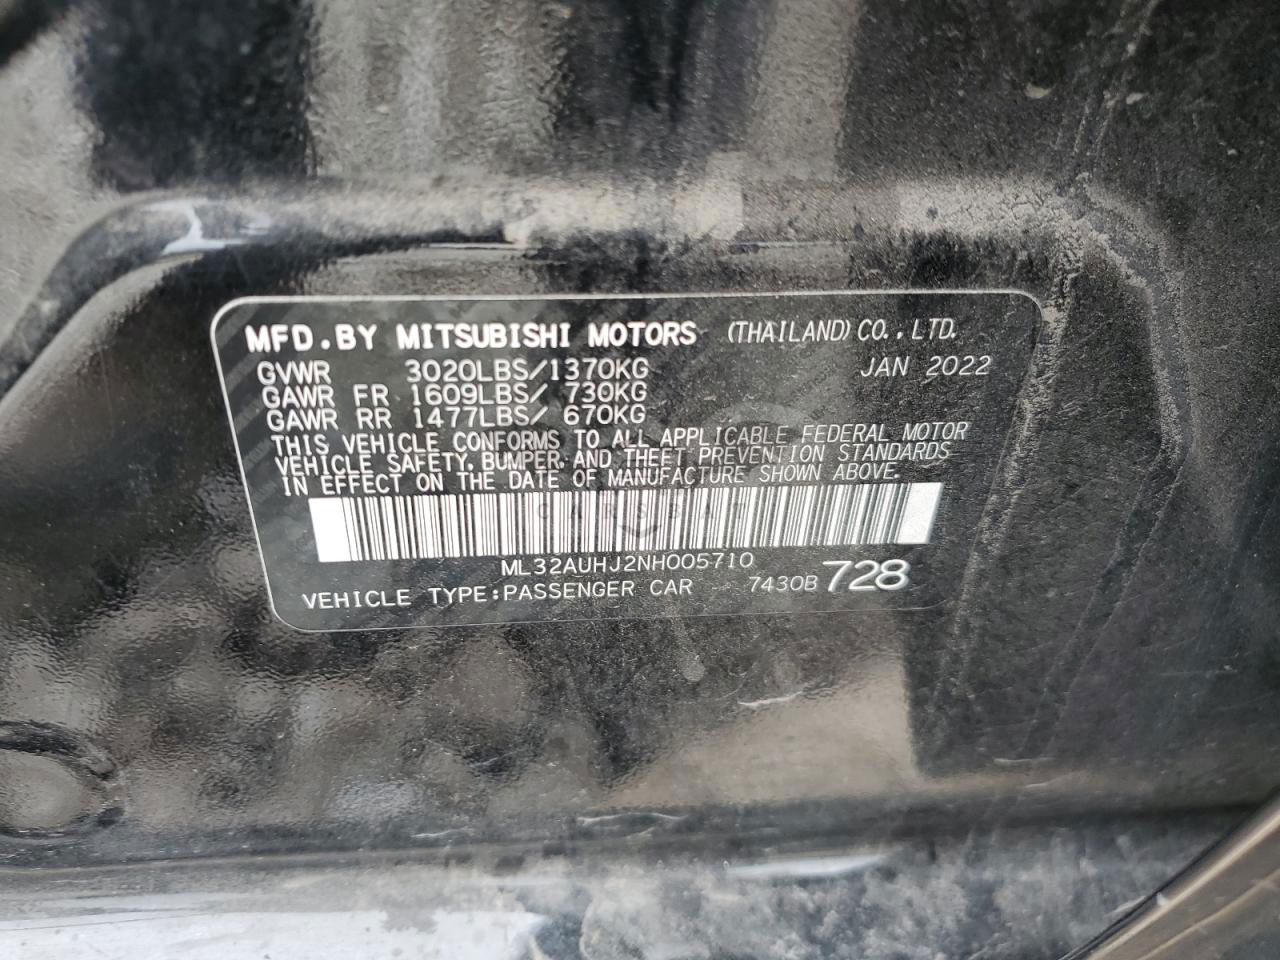 MFD.BY MITSUBISHI MOTORS (THAILAND) CO.,LTD.
GVWR 3020LBS/1370KG JAN 2022
GAWR FR 1609LBS/ 730KG
GAWR RR 1477LBS/ 670KG
THIS VEHICLE CONFORMS TO ALL APPLICABLE FEDERAL MOTOR
VEHICLE SAFETY, BUMPER, AND THEFT PREVENTION STANDARDS
IN EFFECT ON THE DATE OF MANUFACTURE SHOWN ABOVE.
ML32AUHJ2NH005710
VEHICLE TYPE:PASSENGER CAR 7430B 728